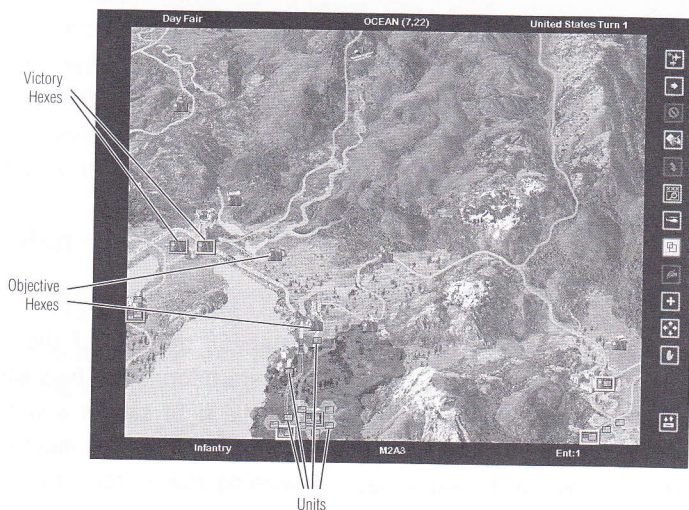 Day Fair
OCEAN (7,22)
United States Turn 1
Victory
Hexes
Objective
Hexes
Infantry
M2A3
Ent:1
Units